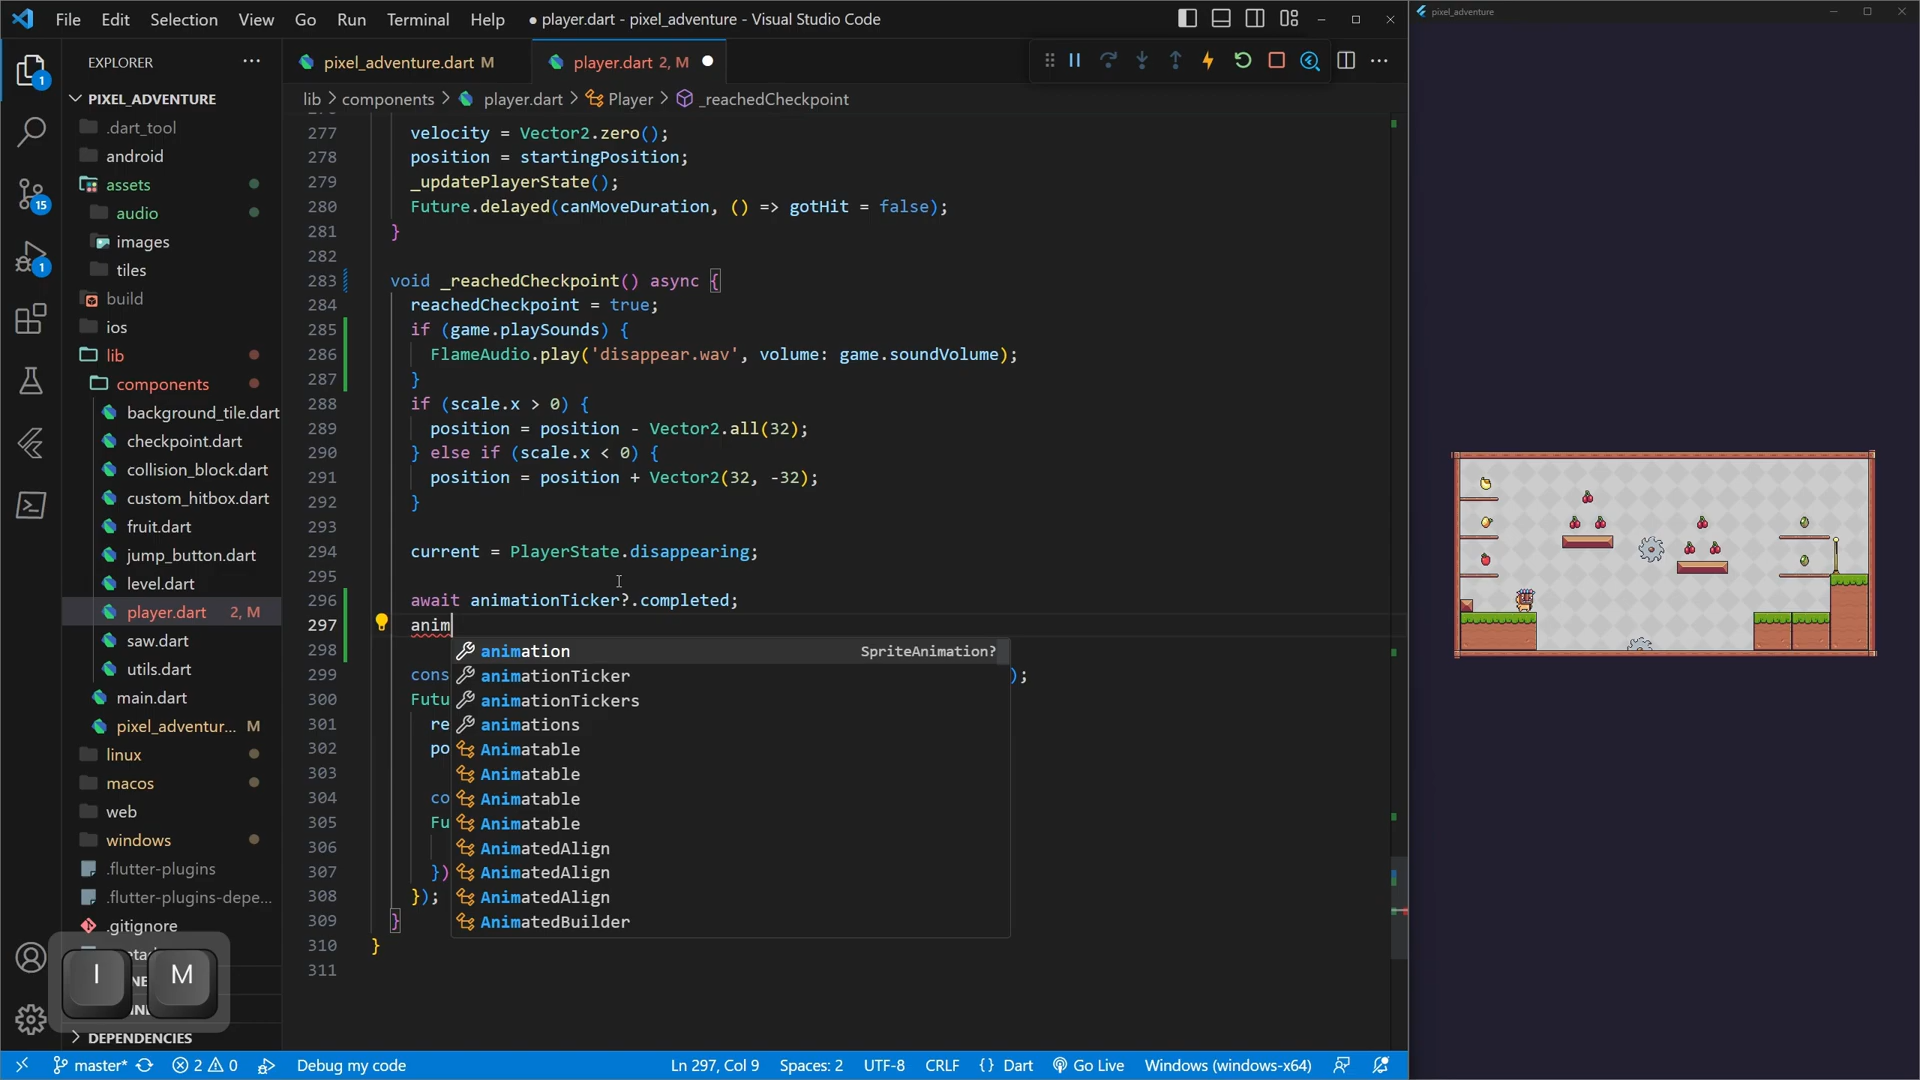 File Edit Selection View Go Run Terminal Help
● player.dart - pixel_adventure - Visual Studio Code
pixel_adventure
EXPLORER
PIXEL_ADVENTURE
.dart_tool
android
assets
audio
images
tiles
build
ios
lib
components
background_tile.dart
checkpoint.dart
collision_block.dart
custom_hitbox.dart
fruit.dart
jump_button.dart
level.dart
player.dart 2, M
saw.dart
utils.dart
main.dart
pixel_adventur... M
linux
macos
web
windows
.flutter-plugins
.flutter-plugins-depe...
.gitignore
DEPENDENCIES
1
15
1
I M
pixel_adventure.dart M
player.dart 2, M
lib > components > player.dart > Player > _reachedCheckpoint
277 velocity = Vector2.zero();
278 position = startingPosition;
279 _updatePlayerState();
280 Future.delayed(canMoveDuration, () => gotHit = false);
281 }
282
283 void _reachedCheckpoint() async {
284 reachedCheckpoint = true;
285 if (game.playSounds) {
286 FlameAudio.play('disappear.wav', volume: game.soundVolume);
287 }
288 if (scale.x > 0) {
289 position = position - Vector2.all(32);
290 } else if (scale.x < 0) {
291 position = position + Vector2(32, -32);
292 }
293
294 current = PlayerState.disappearing;
295
296 await animationTicker?.completed;
297 anim
298
299 cons );
300 Futu
301 re
302 po
303
304 co
305 Fu
306
307 })
308 });
309 }
310 }
311
animation SpriteAnimation?
animationTicker
animationTickers
animations
Animatable
Animatable
Animatable
Animatable
AnimatedAlign
AnimatedAlign
AnimatedAlign
AnimatedBuilder
master* 2 0 Debug my code Ln 297, Col 9 Spaces: 2 UTF-8 CRLF {} Dart Go Live Windows (windows-x64)